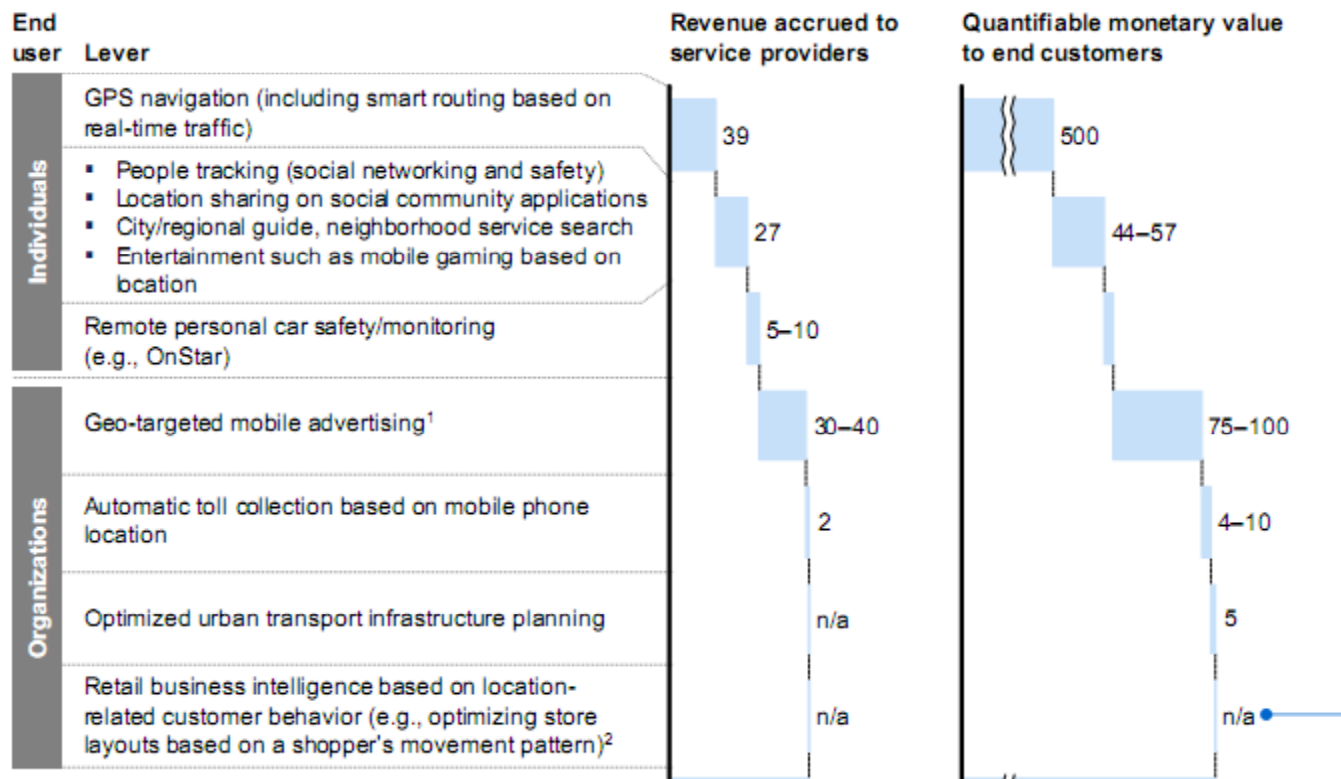 End
user
Lever
Revenue accrued to
service providers
Quantifiable monetary value
to end customers
Individuals
GPS navigation (including smart routing based on
real-time traffic)
39
500
▪ People tracking (social networking and safety)
▪ Location sharing on social community applications
▪ City/regional guide, neighborhood service search
▪ Entertainment such as mobile gaming based on
location
27
44–57
Remote personal car safety/monitoring
(e.g., OnStar)
5–10
Organizations
Geo-targeted mobile advertising¹
30–40
75–100
Automatic toll collection based on mobile phone
location
2
4–10
Optimized urban transport infrastructure planning
n/a
5
Retail business intelligence based on location-
related customer behavior (e.g., optimizing store
layouts based on a shopper's movement pattern)²
n/a
n/a